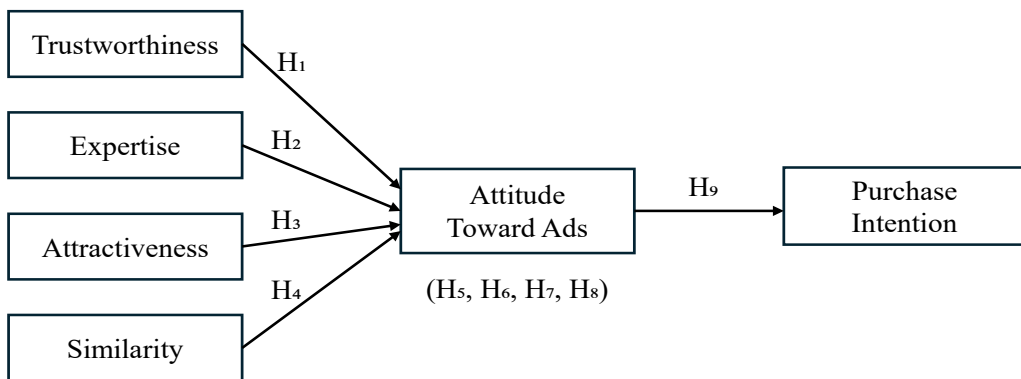 Trustworthiness
H₁
Expertise
H₂
Attractiveness
H₃
H₄
Similarity
Attitude
Toward Ads
(H₅, H₆, H₇, H₈)
H₉
Purchase
Intention